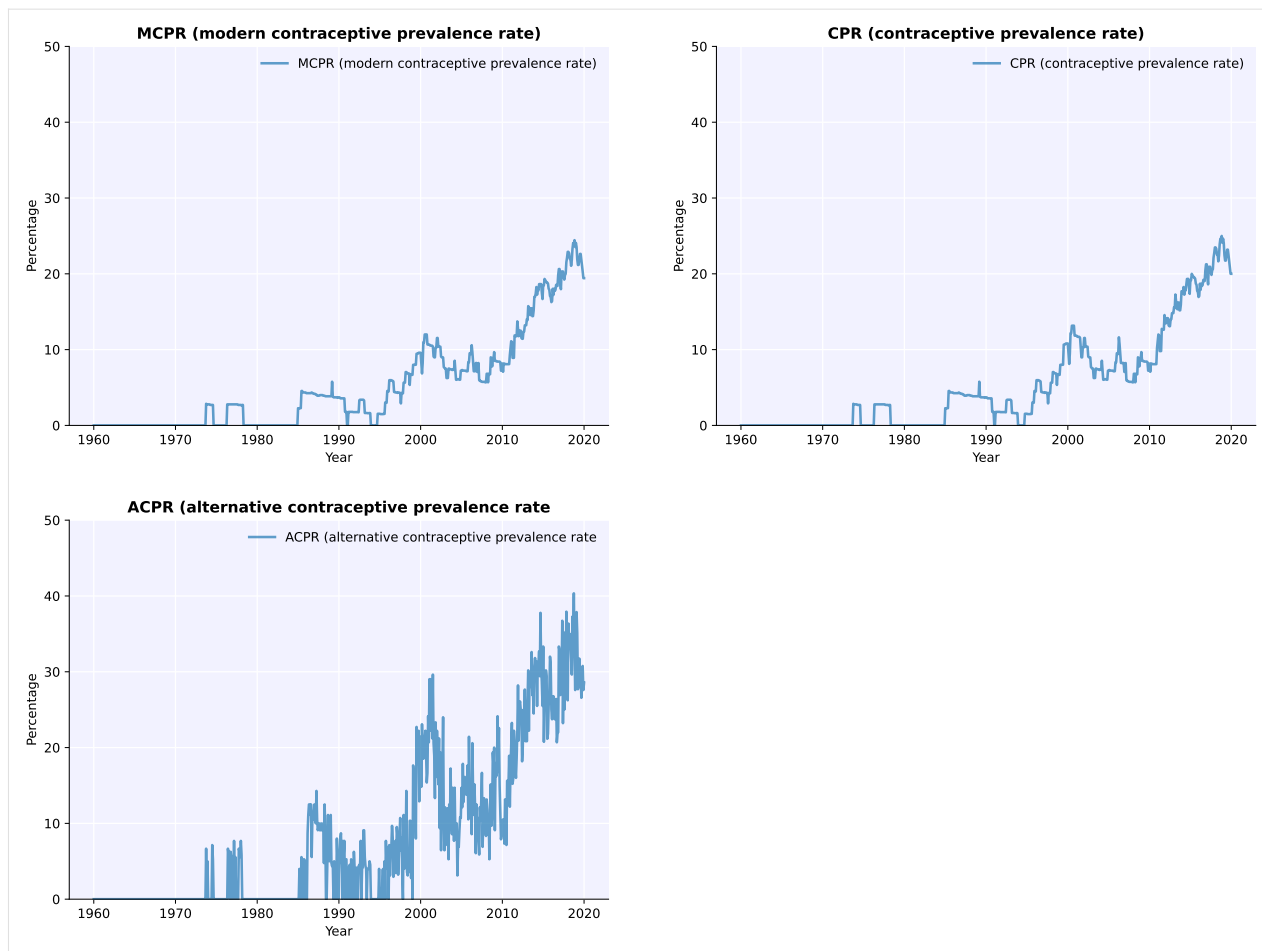 MCPR (modern contraceptive prevalence rate)
MCPR (modern contraceptive prevalence rate)
Percentage
50
40
30
20
10
0
1960 1970 1980 1990 2000 2010 2020
Year
CPR (contraceptive prevalence rate)
CPR (contraceptive prevalence rate)
Percentage
50
40
30
20
10
0
1960 1970 1980 1990 2000 2010 2020
Year
ACPR (alternative contraceptive prevalence rate
ACPR (alternative contraceptive prevalence rate
Percentage
50
40
30
20
10
0
1960 1970 1980 1990 2000 2010 2020
Year